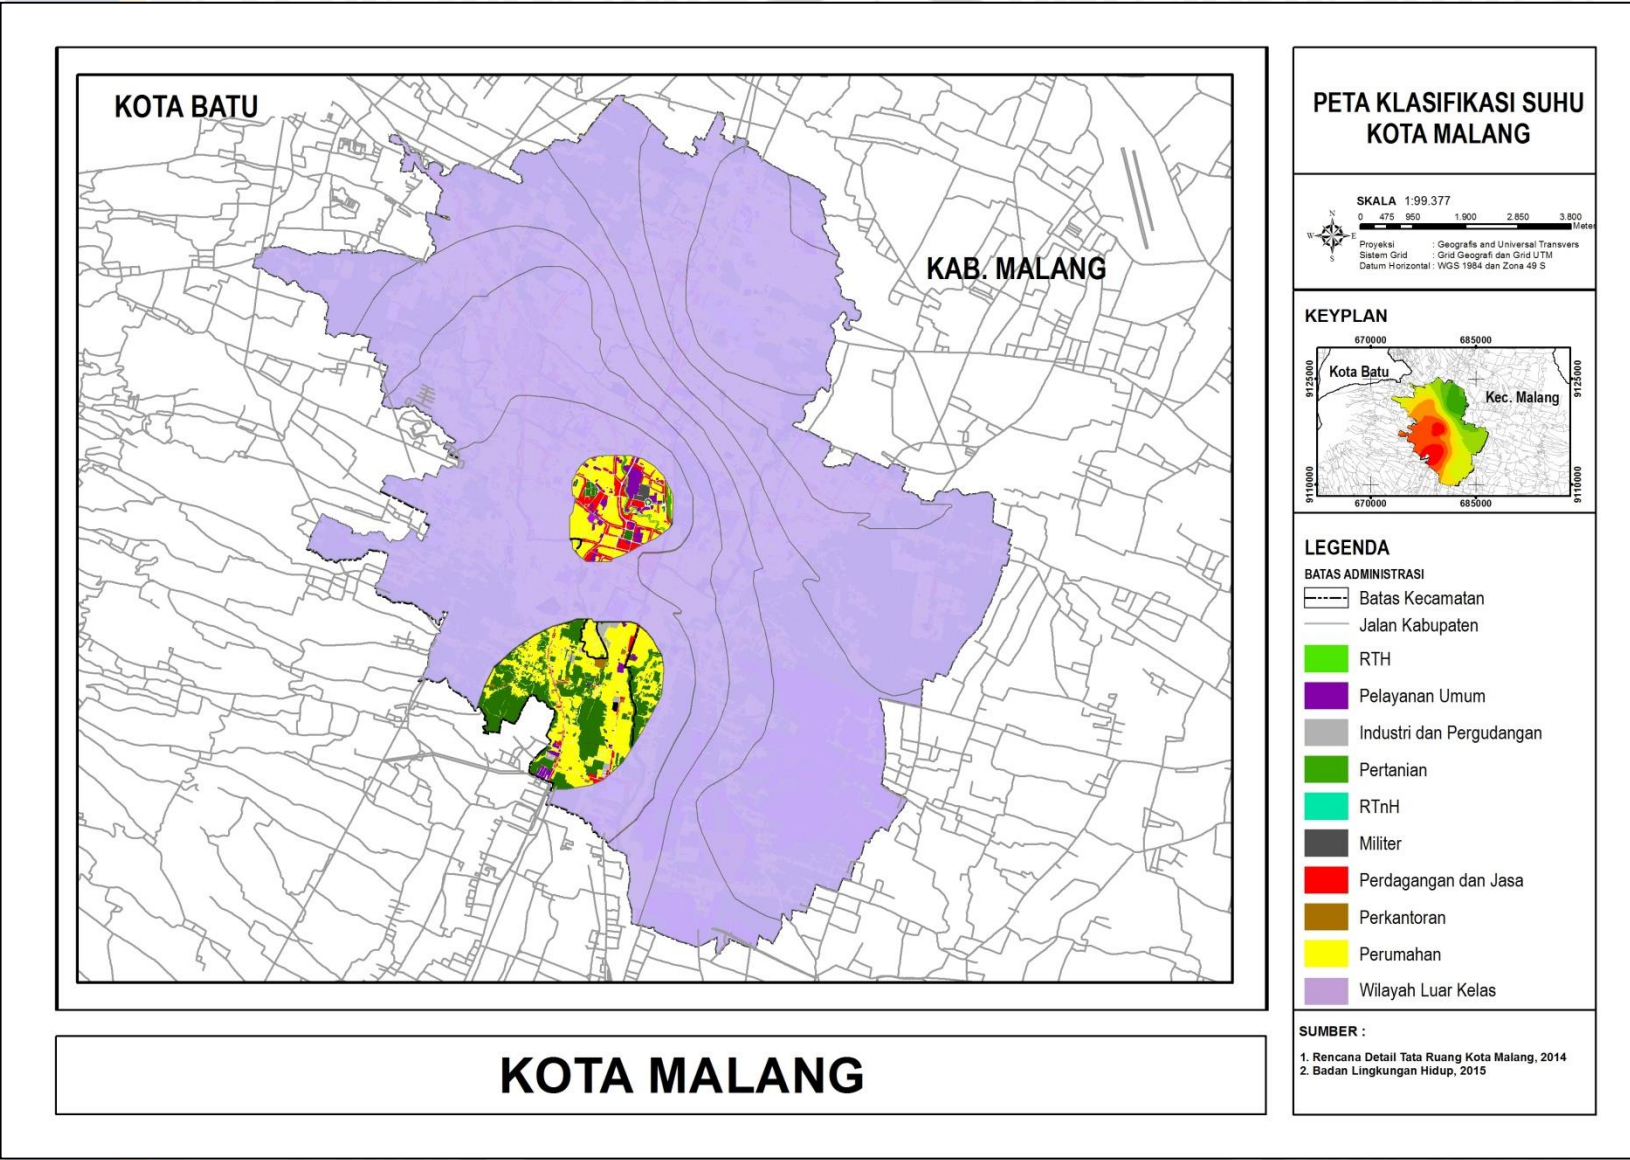 KOTA BATU
KAB. MALANG
KOTA MALANG
PETA KLASIFIKASI SUHU
KOTA MALANG
SKALA 1:99.377
0 475 950 1.900 2.850 3.800
Meter
N
W E
S
Proyeksi : Geografis and Universal Transvers
Sistem Grid : Grid Geografi dan Grid UTM
Datum Horizontal : WGS 1984 dan Zona 49 S
KEYPLAN
670000 685000
9125000 9125000
Kota Batu
Kec. Malang
9110000 9110000
670000 685000
LEGENDA
BATAS ADMINISTRASI
Batas Kecamatan
Jalan Kabupaten
RTH
Pelayanan Umum
Industri dan Pergudangan
Pertanian
RTnH
Militer
Perdagangan dan Jasa
Perkantoran
Perumahan
Wilayah Luar Kelas
SUMBER :
1. Rencana Detail Tata Ruang Kota Malang, 2014
2. Badan Lingkungan Hidup, 2015